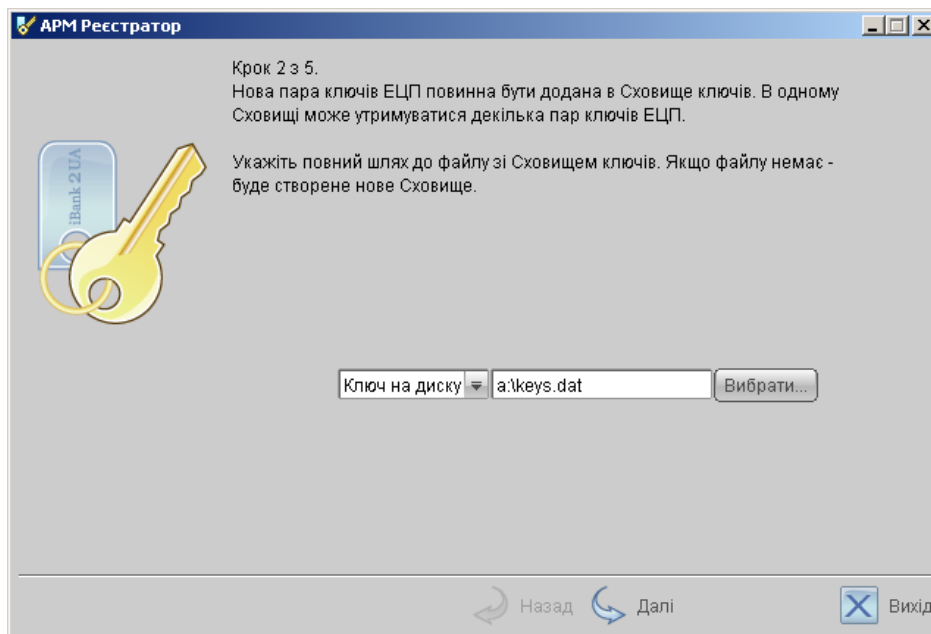 АРМ Реєстратор
Крок 2 з 5.
Нова пара ключів ЕЦП повинна бути додана в Сховище ключів. В одному
Сховищі може утримуватися декілька пар ключів ЕЦП.
Укажіть повний шлях до файлу зі Сховищем ключів. Якщо файлу немає -
буде створене нове Сховище.
iBank 2 UA
Ключ на диску a:\keys.dat Вибрати...
Назад Далі Вихід